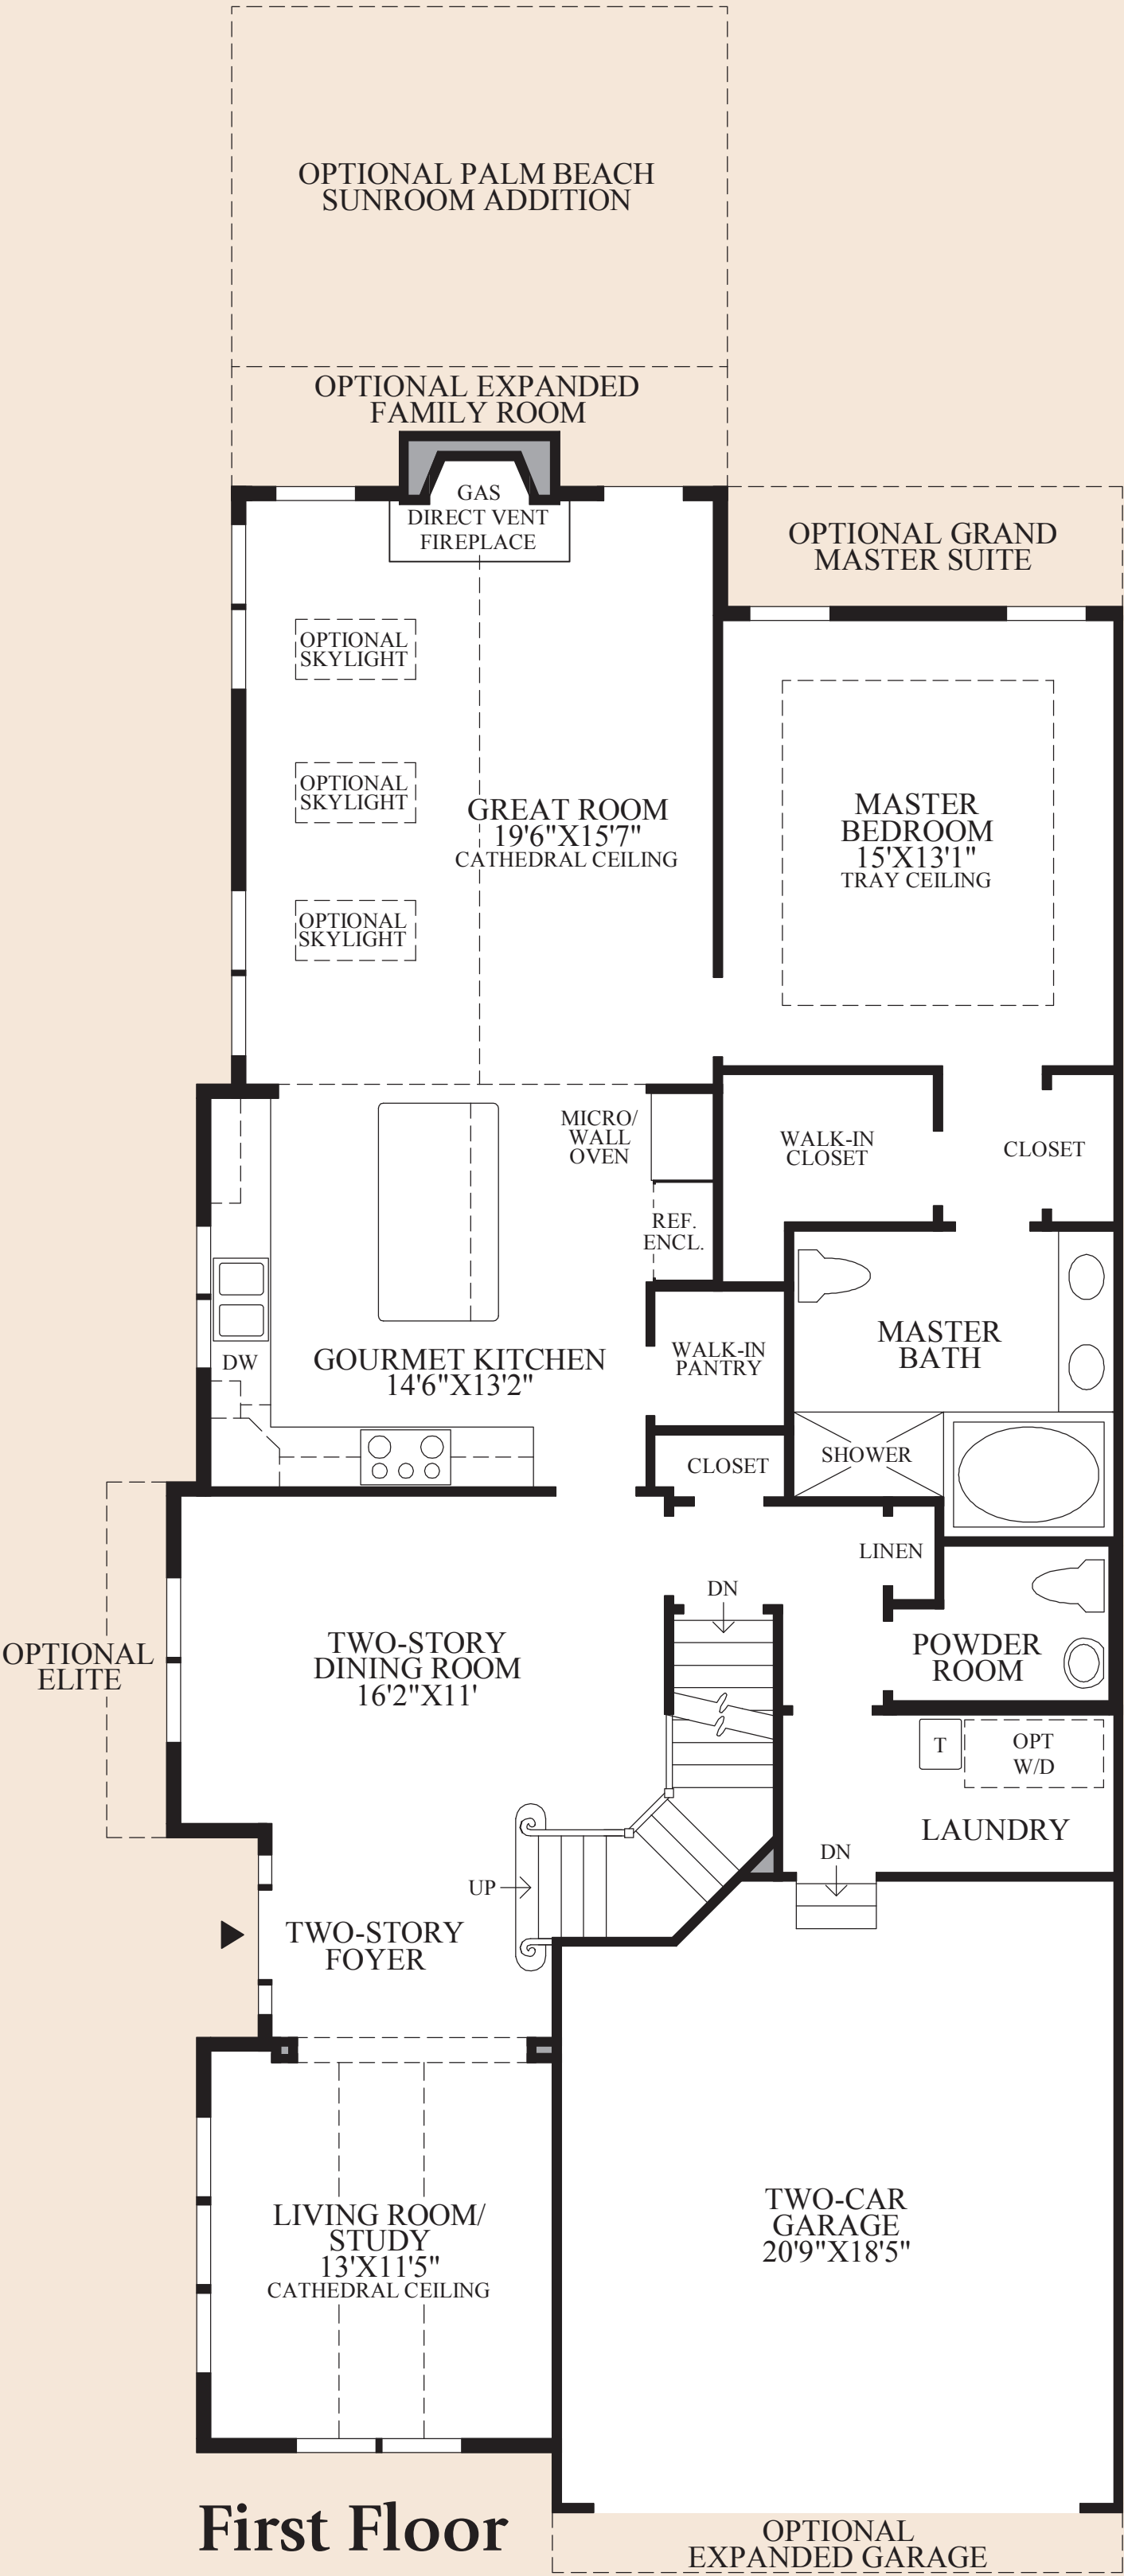 OPTIONAL PALM BEACH
SUNROOM ADDITION
OPTIONAL EXPANDED
FAMILY ROOM
GAS
DIRECT VENT
FIREPLACE
OPTIONAL GRAND
MASTER SUITE
OPTIONAL
SKYLIGHT
OPTIONAL
SKYLIGHT
GREAT ROOM
19'6"X15'7"
CATHEDRAL CEILING
MASTER
BEDROOM
15'X13'1"
TRAY CEILING
OPTIONAL
SKYLIGHT
MICRO/
WALL
OVEN
WALK-IN
CLOSET
CLOSET
REF.
ENCL.
DW
GOURMET KITCHEN
14'6"X13'2"
WALK-IN
PANTRY
MASTER
BATH
CLOSET
SHOWER
LINEN
DN
OPTIONAL
ELITE
TWO-STORY
DINING ROOM
16'2"X11'
POWDER
ROOM
T
OPT
W/D
LAUNDRY
DN
UP
TWO-STORY
FOYER
LIVING ROOM/
STUDY
13'X11'5"
CATHEDRAL CEILING
TWO-CAR
GARAGE
20'9"X18'5"
First Floor
OPTIONAL
EXPANDED GARAGE